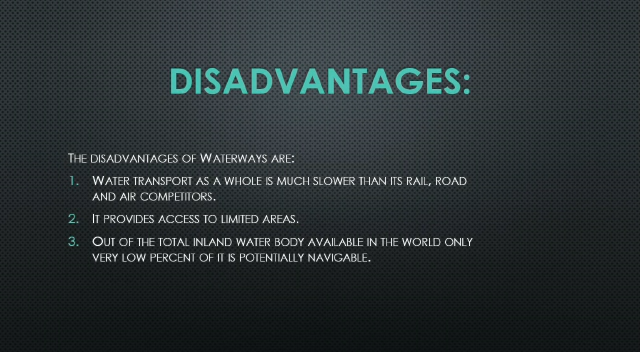 DISADVANTAGES:
The disadvantages of Waterways are:
1. Water transport as a whole is much slower than its rail, road
and air competitors.
2. It provides access to limited areas.
3. Out of the total inland water body available in the world only
very low percent of it is potentially navigable.